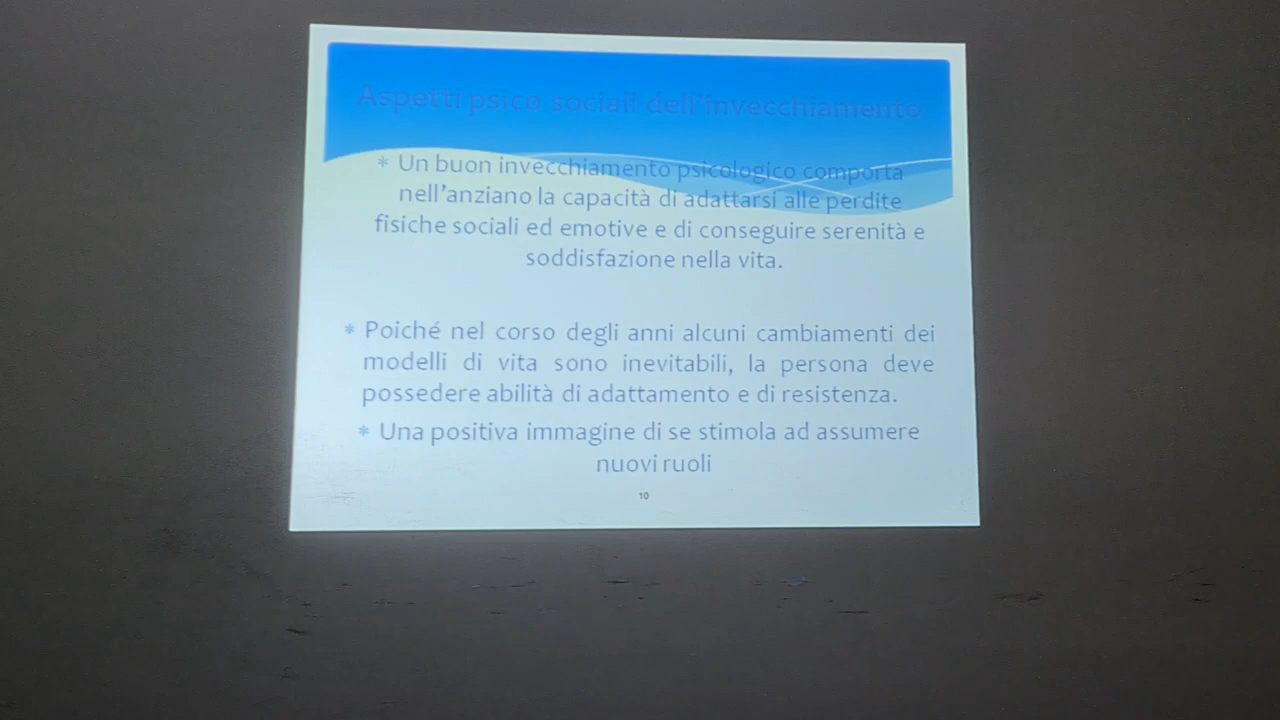 Aspetti psico sociali dell'invecchiamento
* Un buon invecchiamento psicologico comporta
nell'anziano la capacità di adattarsi alle perdite
fisiche sociali ed emotive e di conseguire serenità e
soddisfazione nella vita.
* Poiché nel corso degli anni alcuni cambiamenti dei
modelli di vita sono inevitabili, la persona deve
possedere abilità di adattamento e di resistenza.
* Una positiva immagine di se stimola ad assumere
nuovi ruoli
10